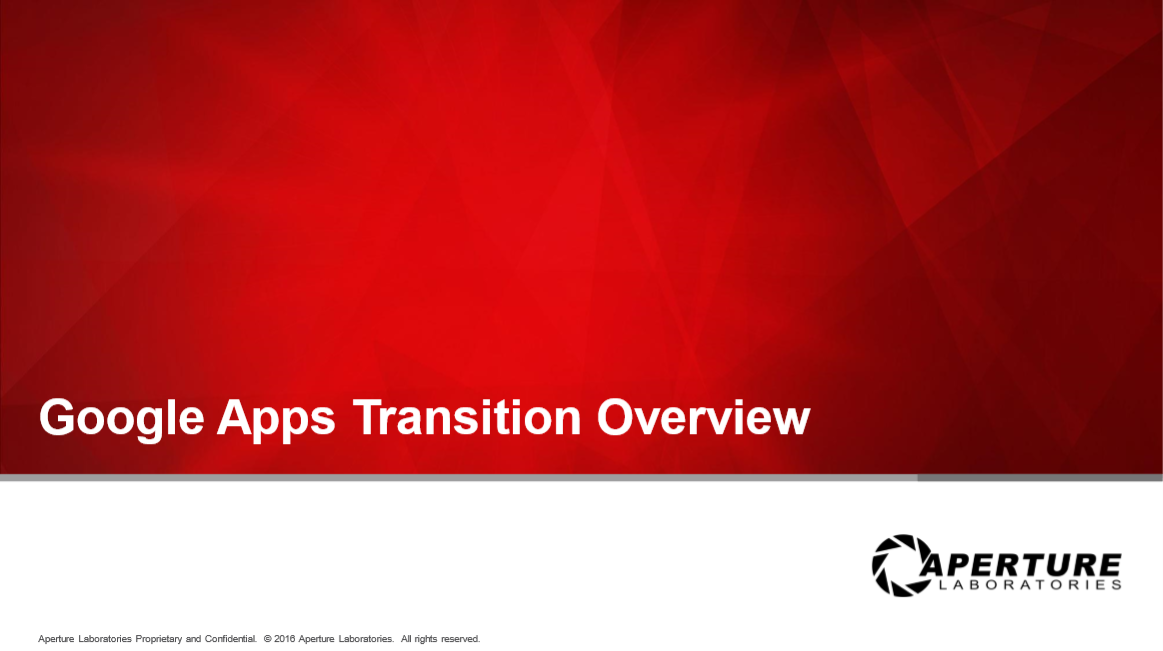 Google Apps Transition Overview
APERTURE
LABORATORIES
Aperture Laboratories Proprietary and Confidential. © 2016 Aperture Laboratories. All rights reserved.